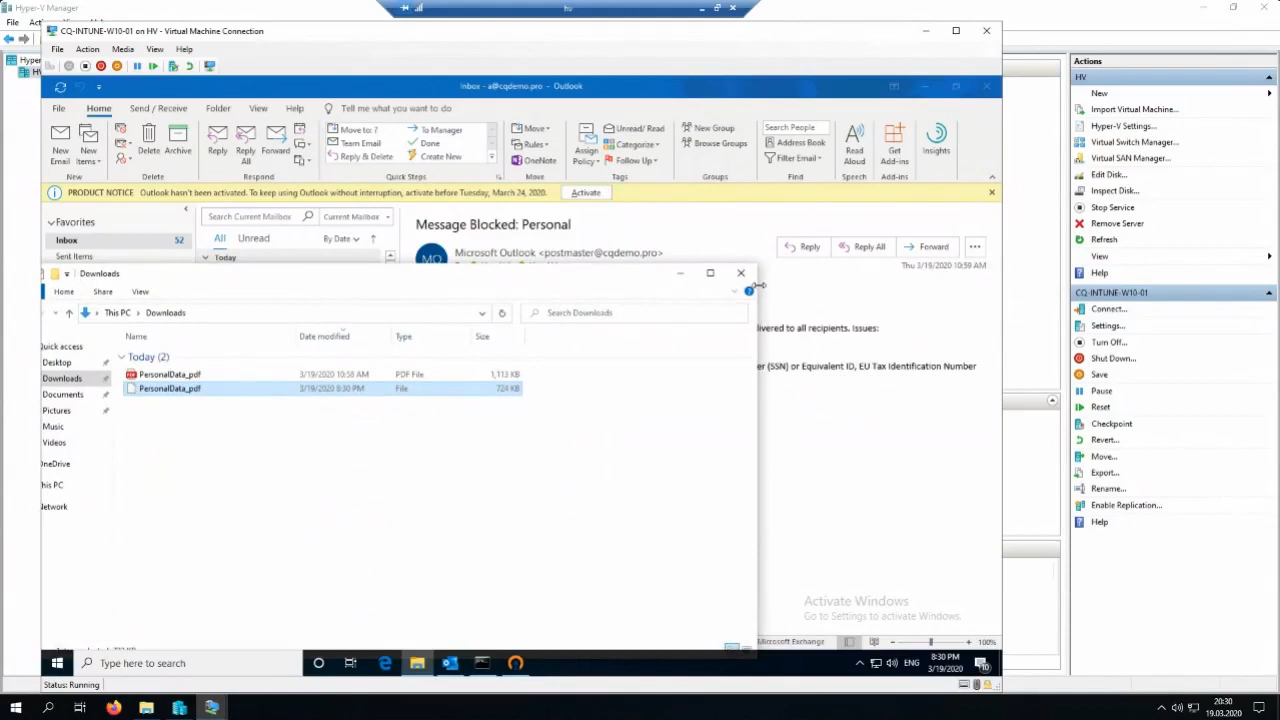 Hyper-V Manager
hv
File
CQ-INTUNE-W10-01 on HV - Virtual Machine Connection
File Action Media View Help
Inbox - a@cqdemo.pro - Outlook
File Home Send / Receive Folder View Help Tell me what you want to do
New Email
New Items
Delete
Archive
Reply
Reply All
Forward
Move to: ?
Team Email
Reply & Delete
To Manager
Done
Create New
Move
Rules
OneNote
Assign Policy
Unread/ Read
Categorize
Follow Up
New Group
Browse Groups
Search People
Address Book
Filter Email
Read Aloud
Get Add-ins
Insights
New Delete Respond Quick Steps Move Tags Groups Find Speech Add-ins
PRODUCT NOTICE Outlook hasn't been activated. To keep using Outlook without interruption, activate before Tuesday, March 24, 2020. Activate
Favorites
Inbox 52
Sent Items
Search Current Mailbox Current Mailbox
All Unread By Date
Today
Message Blocked: Personal
MO
Microsoft Outlook <postmaster@cqdemo.pro>
Reply Reply All Forward
Thu 3/19/2020 10:59 AM
livered to all recipients. Issues:
er (SSN) or Equivalent ID, EU Tax Identification Number
Downloads
Home Share View
This PC > Downloads
Search Downloads
Name Date modified Type Size
Today (2)
PersonalData_pdf 3/19/2020 10:58 AM PDF File 1,113 KB
PersonalData_pdf 3/19/2020 8:30 PM File 724 KB
Quick access
Desktop
Downloads
Documents
Pictures
Music
Videos
OneDrive
This PC
Network
Activate Windows
Go to Settings to activate Windows.
Microsoft Exchange
100%
Type here to search
ENG
8:30 PM
3/19/2020
10
Status: Running
Actions
HV
New
Import Virtual Machine...
Hyper-V Settings...
Virtual Switch Manager...
Virtual SAN Manager...
Edit Disk...
Inspect Disk...
Stop Service
Remove Server
Refresh
View
Help
CQ-INTUNE-W10-01
Connect...
Settings...
Turn Off...
Shut Down...
Save
Pause
Reset
Checkpoint
Revert...
Move...
Export...
Rename...
Enable Replication...
Help
ENG
20:30
19.03.2020